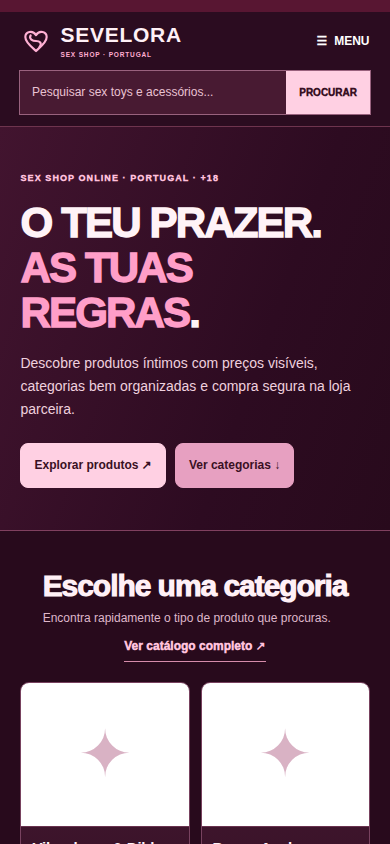 SEVELORA
SEX SHOP · PORTUGAL
☰ MENU
Pesquisar sex toys e acessórios...
PROCURAR
SEX SHOP ONLINE · PORTUGAL · +18
O TEU PRAZER.
AS TUAS
REGRAS.
Descobre produtos íntimos com preços visíveis,
categorias bem organizadas e compra segura na loja
parceira.
Explorar produtos ↗
Ver categorias ↓
Escolhe uma categoria
Encontra rapidamente o tipo de produto que procuras.
Ver catálogo completo ↗